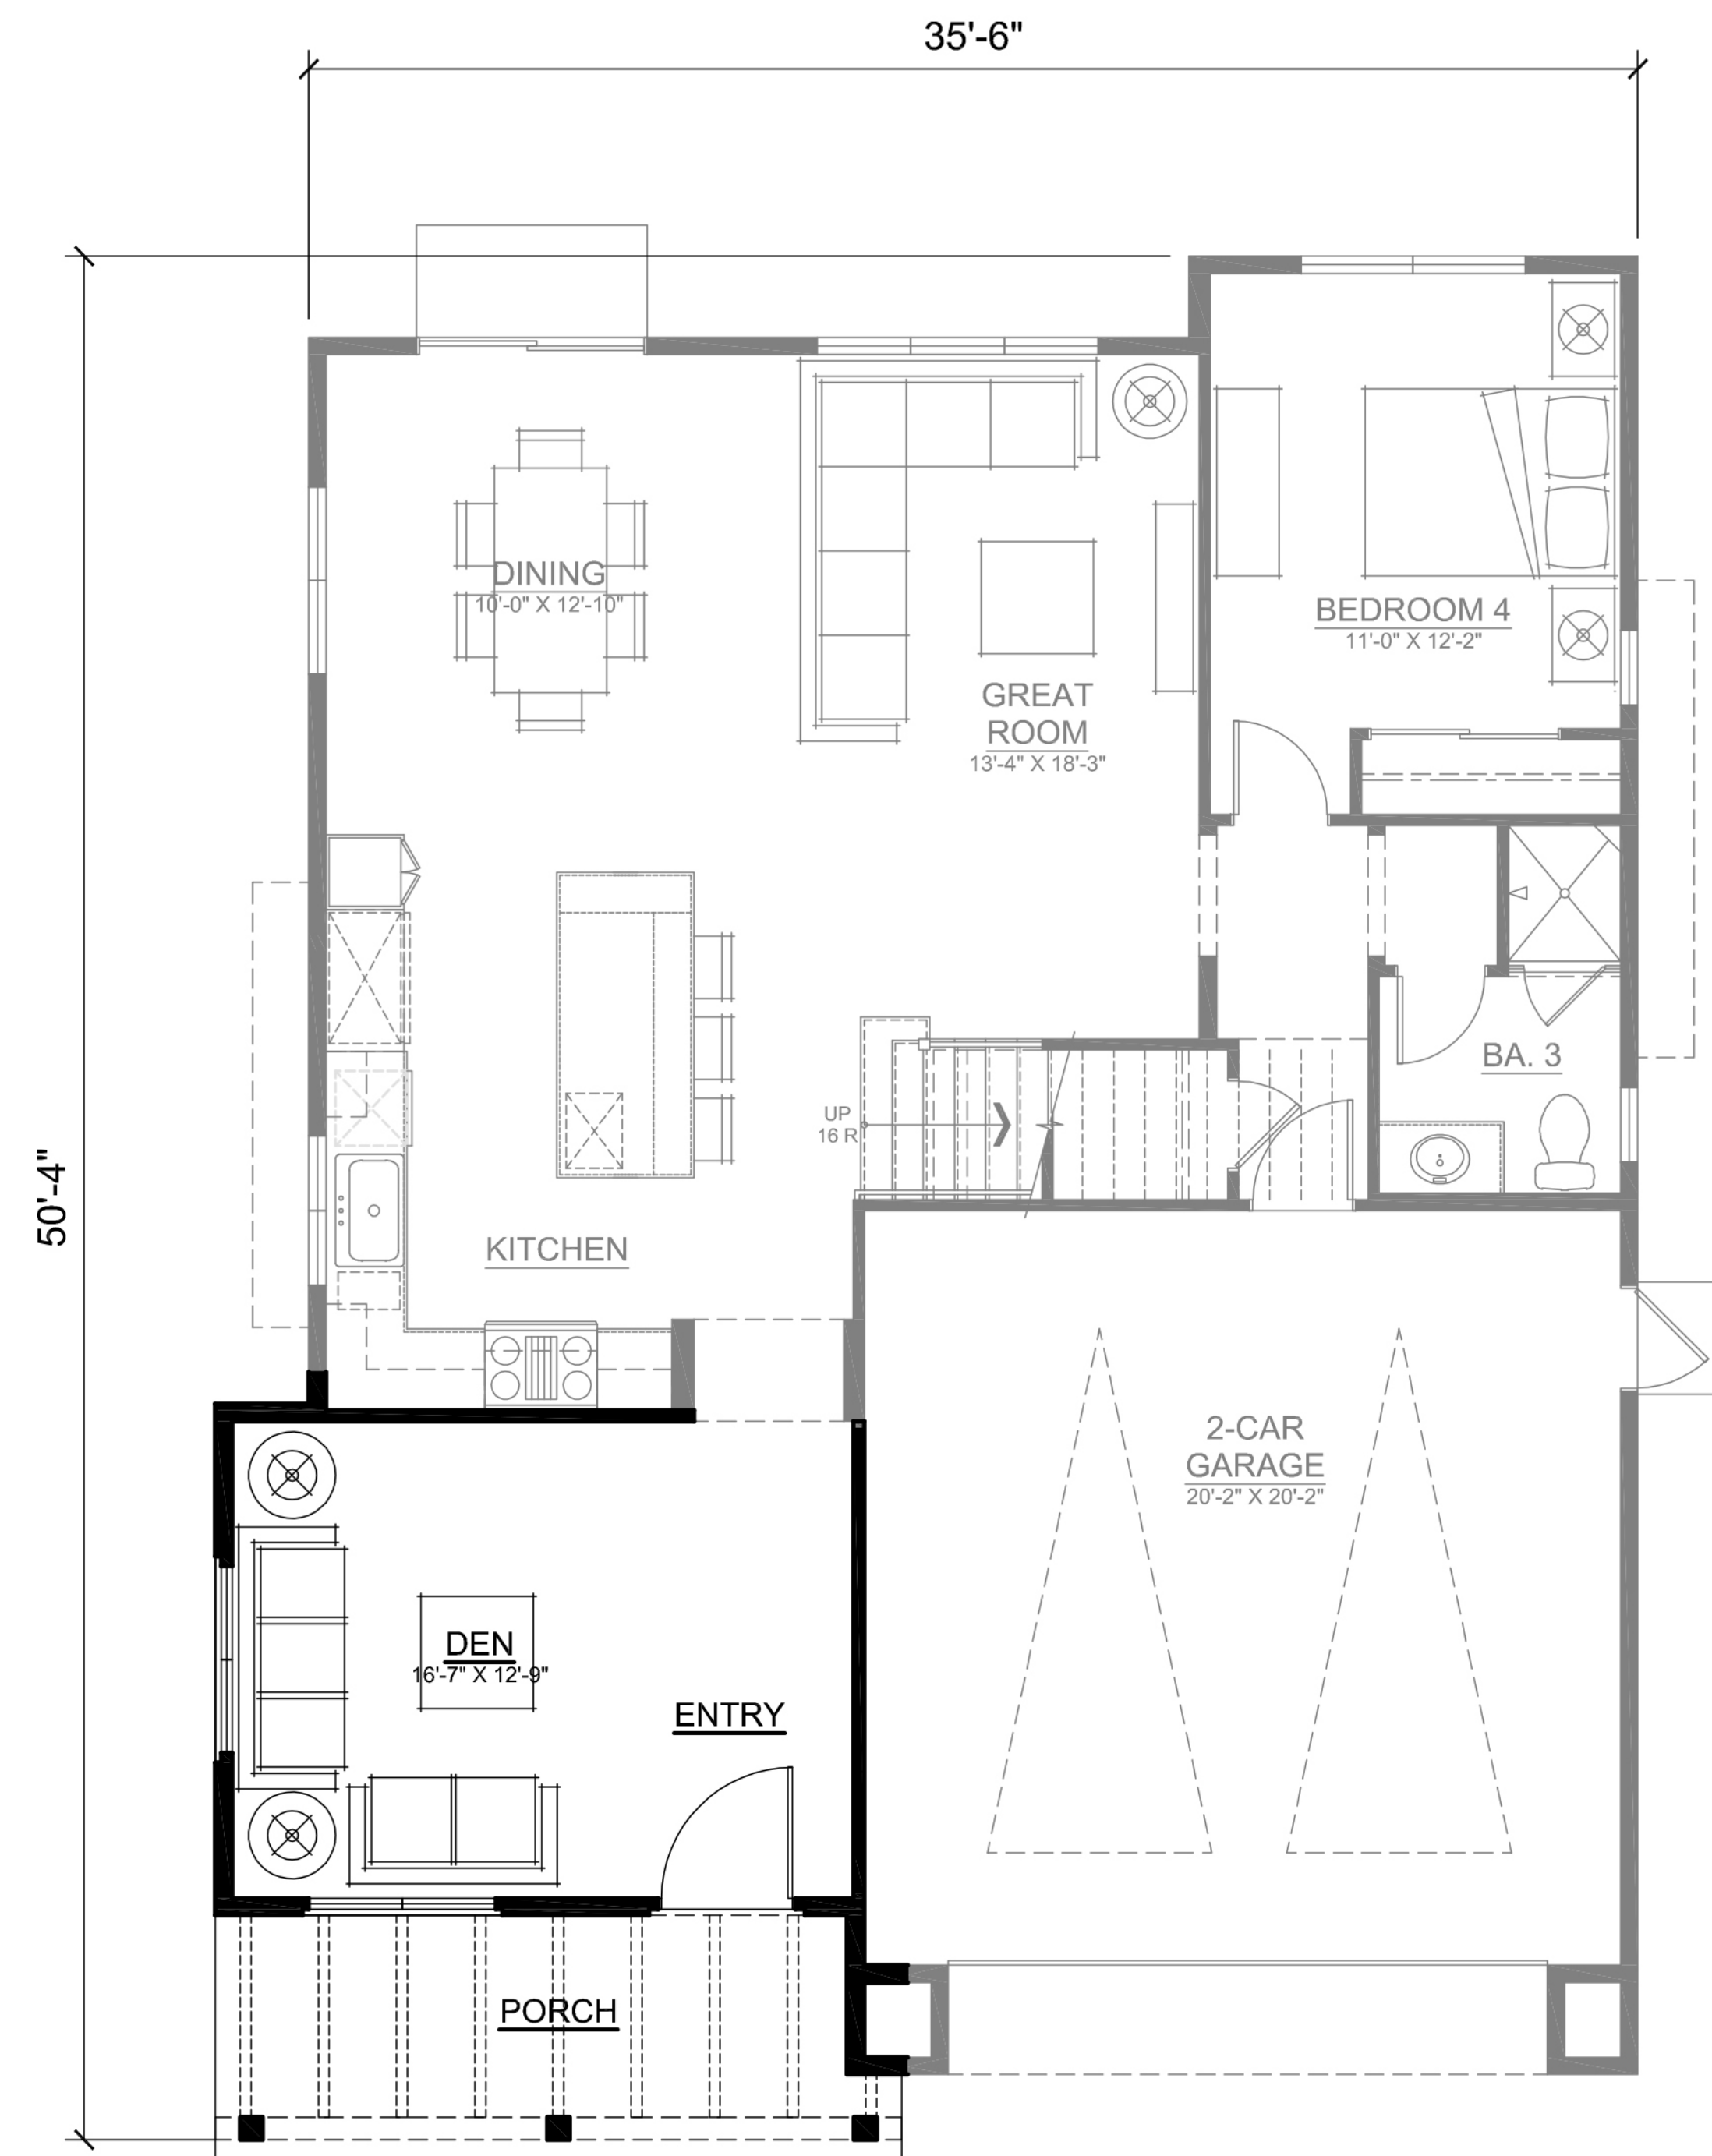 35'-6"
50'-4"
DINING
10'-0" X 12'-10"
BEDROOM 4
11'-0" X 12'-2"
GREAT
ROOM
13'-4" X 18'-3"
BA. 3
UP
16 R
KITCHEN
2-CAR
GARAGE
20'-2" X 20'-2"
DEN
16'-7" X 12'-9"
ENTRY
PORCH